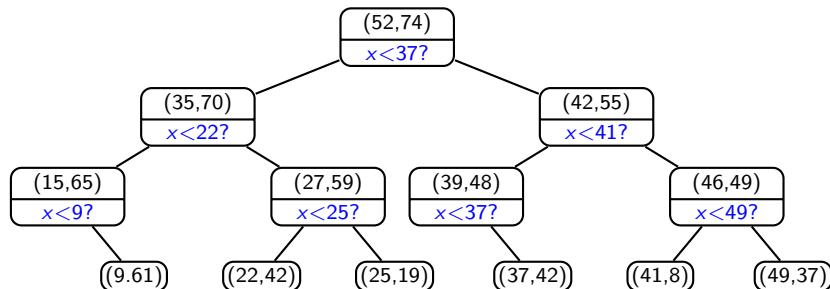 (52,74)
x<37?
(35,70)
(42,55)
x<22?
x<41?
(15,65)
(27,59)
(39,48)
(46,49)
x<9?
x<25?
x<37?
x<49?
(9.61)
(22,42)
(25,19)
(37,42)
(41,8)
(49,37)